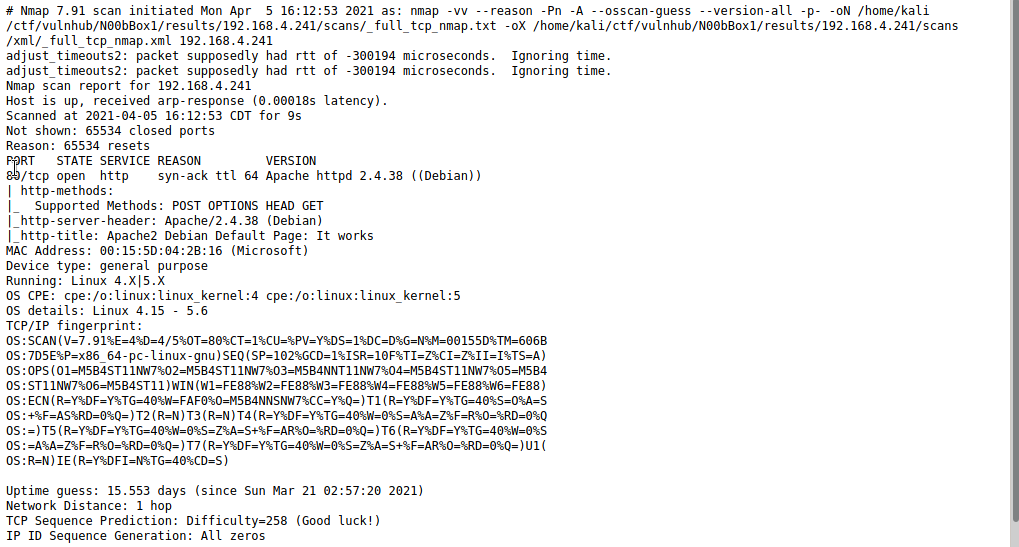 # Nmap 7.91 scan initiated Mon Apr  5 16:12:53 2021 as: nmap -vv --reason -Pn -A --osscan-guess --version-all -p- -oN /home/kali
/ctf/vulnhub/N00bBox1/results/192.168.4.241/scans/_full_tcp_nmap.txt -oX /home/kali/ctf/vulnhub/N00bBox1/results/192.168.4.241/scans
/xml/_full_tcp_nmap.xml 192.168.4.241
adjust_timeouts2: packet supposedly had rtt of -300194 microseconds.  Ignoring time.
adjust_timeouts2: packet supposedly had rtt of -300194 microseconds.  Ignoring time.
Nmap scan report for 192.168.4.241
Host is up, received arp-response (0.00018s latency).
Scanned at 2021-04-05 16:12:53 CDT for 9s
Not shown: 65534 closed ports
Reason: 65534 resets
PORT   STATE SERVICE REASON         VERSION
80/tcp open  http    syn-ack ttl 64 Apache httpd 2.4.38 ((Debian))
| http-methods:
|_  Supported Methods: POST OPTIONS HEAD GET
|_http-server-header: Apache/2.4.38 (Debian)
|_http-title: Apache2 Debian Default Page: It works
MAC Address: 00:15:5D:04:2B:16 (Microsoft)
Device type: general purpose
Running: Linux 4.X|5.X
OS CPE: cpe:/o:linux:linux_kernel:4 cpe:/o:linux:linux_kernel:5
OS details: Linux 4.15 - 5.6
TCP/IP fingerprint:
OS:SCAN(V=7.91%E=4%D=4/5%OT=80%CT=1%CU=%PV=Y%DS=1%DC=D%G=N%M=00155D%TM=606B
OS:7D5E%P=x86_64-pc-linux-gnu)SEQ(SP=102%GCD=1%ISR=10F%TI=Z%CI=Z%II=I%TS=A)
OS:OPS(O1=M5B4ST11NW7%O2=M5B4ST11NW7%O3=M5B4NNT11NW7%O4=M5B4ST11NW7%O5=M5B4
OS:ST11NW7%O6=M5B4ST11)WIN(W1=FE88%W2=FE88%W3=FE88%W4=FE88%W5=FE88%W6=FE88)
OS:ECN(R=Y%DF=Y%TG=40%W=FAF0%O=M5B4NNSNW7%CC=Y%Q=)T1(R=Y%DF=Y%TG=40%S=O%A=S
OS:+%F=AS%RD=0%Q=)T2(R=N)T3(R=N)T4(R=Y%DF=Y%TG=40%W=0%S=A%A=Z%F=R%O=%RD=0%Q
OS:=)T5(R=Y%DF=Y%TG=40%W=0%S=Z%A=S+%F=AR%O=%RD=0%Q=)T6(R=Y%DF=Y%TG=40%W=0%S
OS:=A%A=Z%F=R%O=%RD=0%Q=)T7(R=Y%DF=Y%TG=40%W=0%S=Z%A=S+%F=AR%O=%RD=0%Q=)U1(
OS:R=N)IE(R=Y%DFI=N%TG=40%CD=S)
Uptime guess: 15.553 days (since Sun Mar 21 02:57:20 2021)
Network Distance: 1 hop
TCP Sequence Prediction: Difficulty=258 (Good luck!)
IP ID Sequence Generation: All zeros